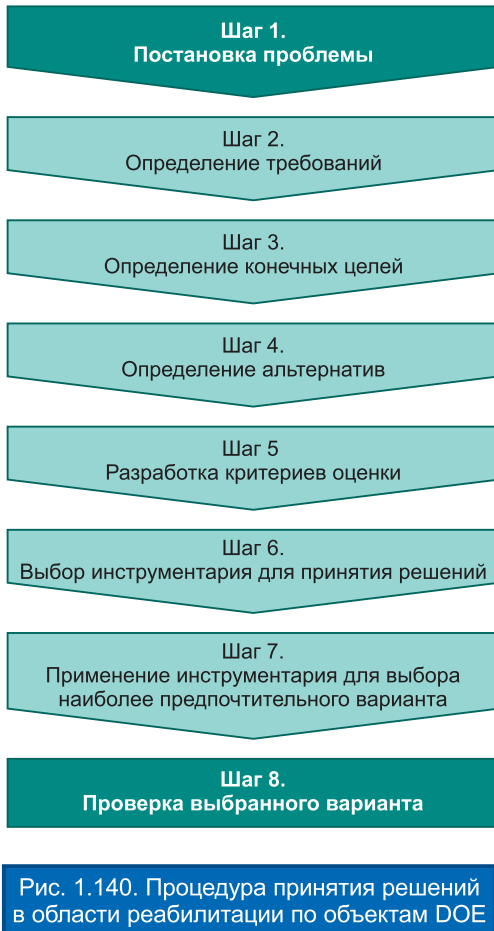 Шаг 1.
Постановка проблемы
Шаг 2.
Определение требований
Шаг 3.
Определение конечных целей
Шаг 4.
Определение альтернатив
Шаг 5
Разработка критериев оценки
Шаг 6.
Выбор инструментария для принятия решений
Шаг 7.
Применение инструментария для выбора
наиболее предпочтительного варианта
Шаг 8.
Проверка выбранного варианта
Рис. 1.140. Процедура принятия решений
в области реабилитации по объектам DOE